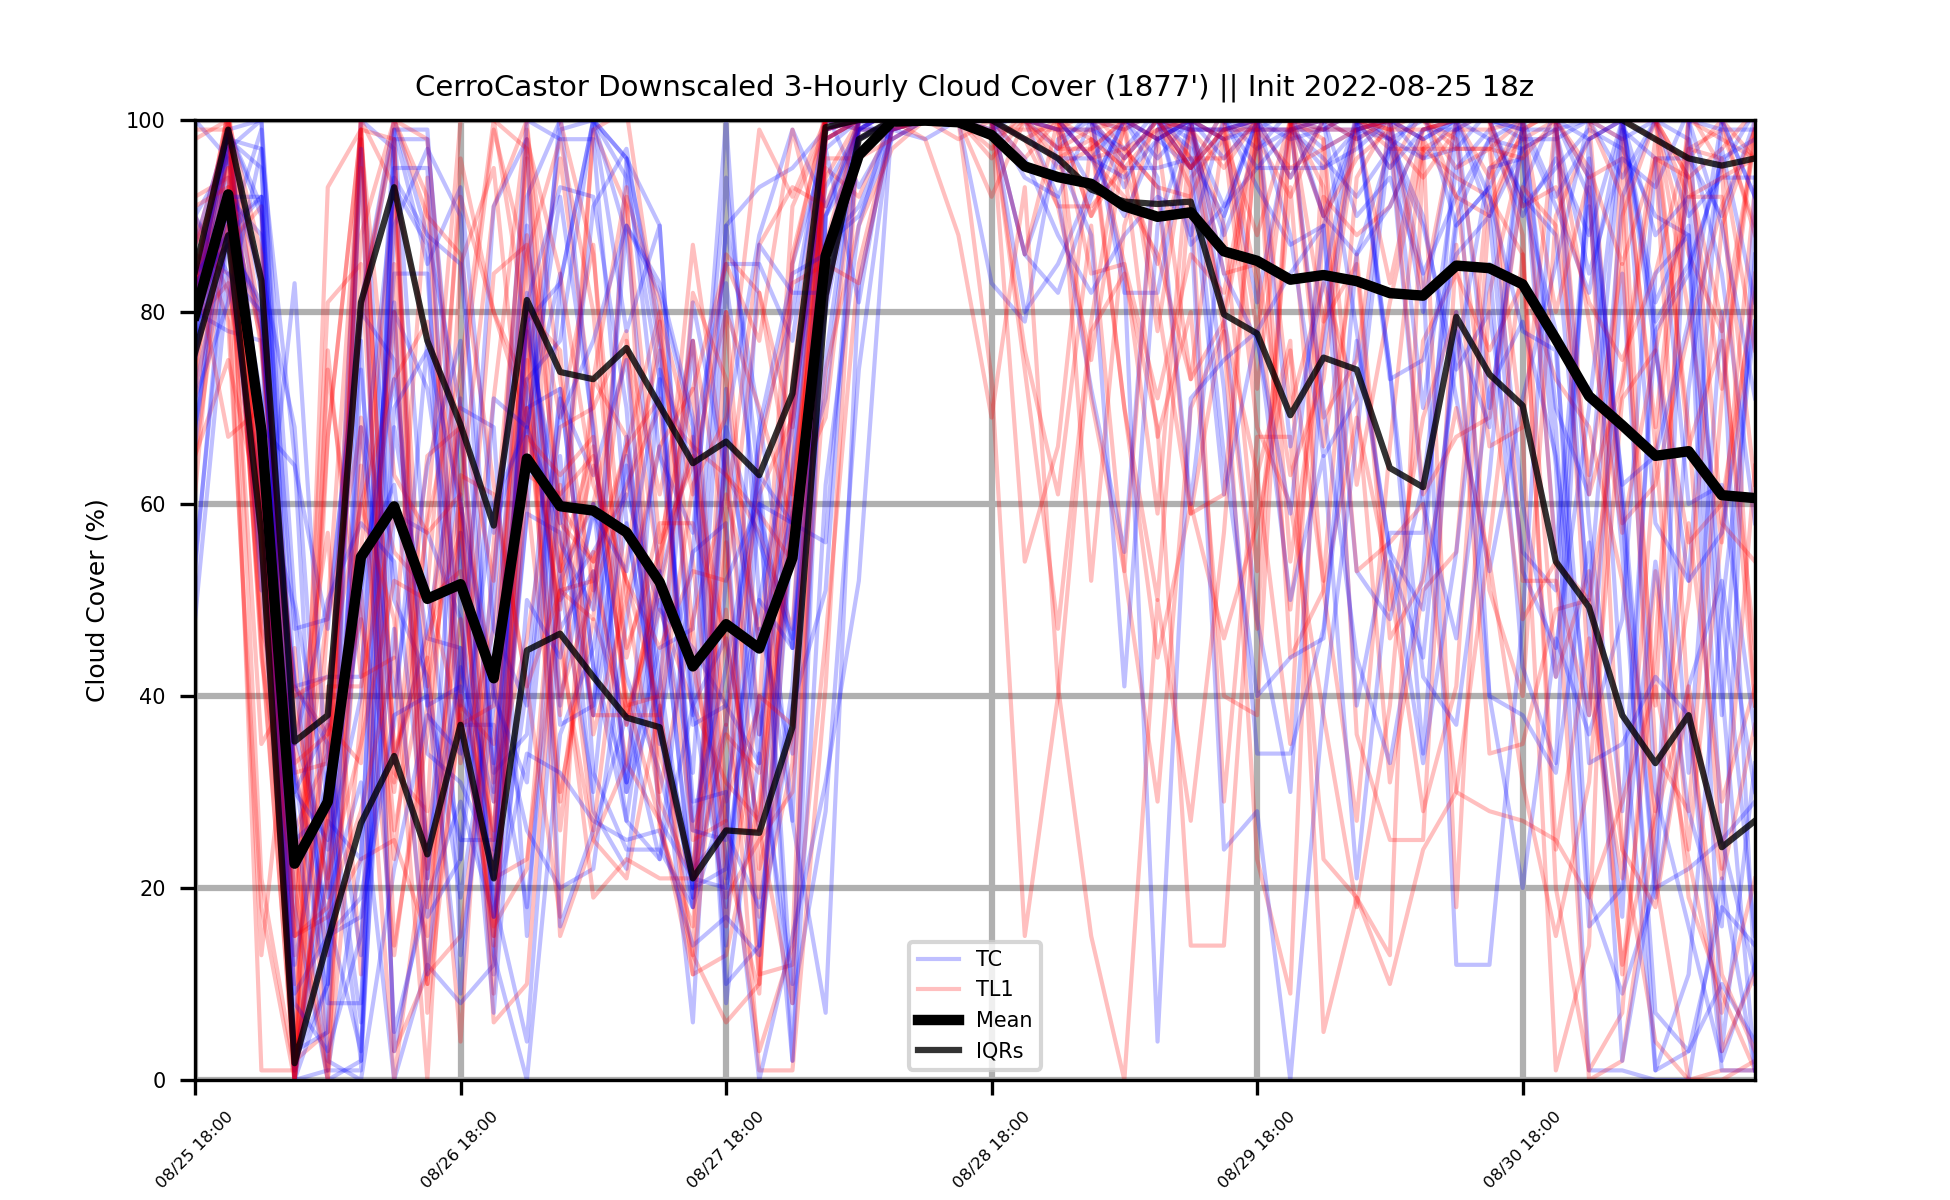 CerroCastor Downscaled 3-Hourly Cloud Cover (1877') || Init 2022-08-25 18z
Cloud Cover (%)
100
80
60
40
20
0
TC
TL1
Mean
IQRs
08/25 18:00
08/26 18:00
08/27 18:00
08/28 18:00
08/29 18:00
08/30 18:00